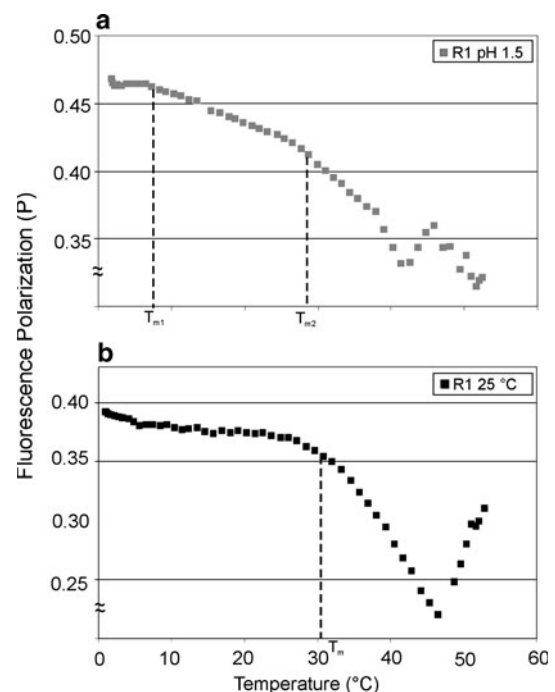 a
0.50
R1 pH 1.5
0.45
0.40
0.35
≈
Tm1
Tm2
Fluorescence Polarization (P)
b
R1 25 °C
0.40
0.35
0.30
0.25
≈
Tm
0 10 20 30 40 50 60
Temperature (°C)